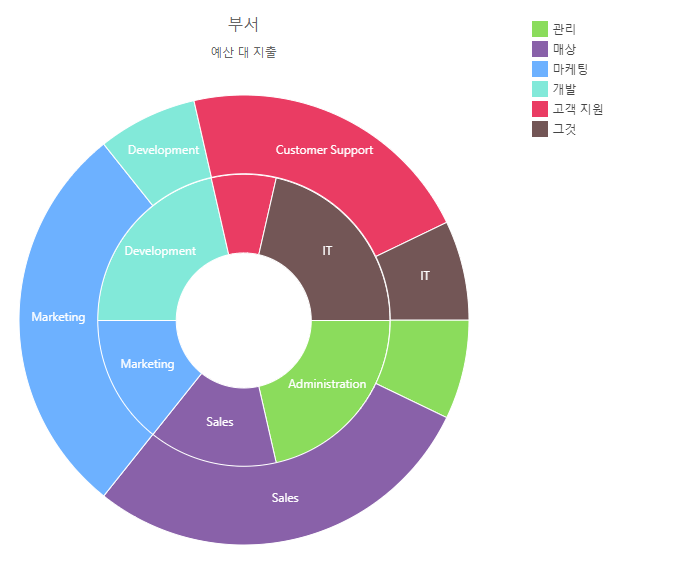 부서
예산 대 지출
관리
매상
마케팅
개발
고객 지원
그것
Development
Customer Support
Development
IT
IT
Marketing
Marketing
Administration
Sales
Sales